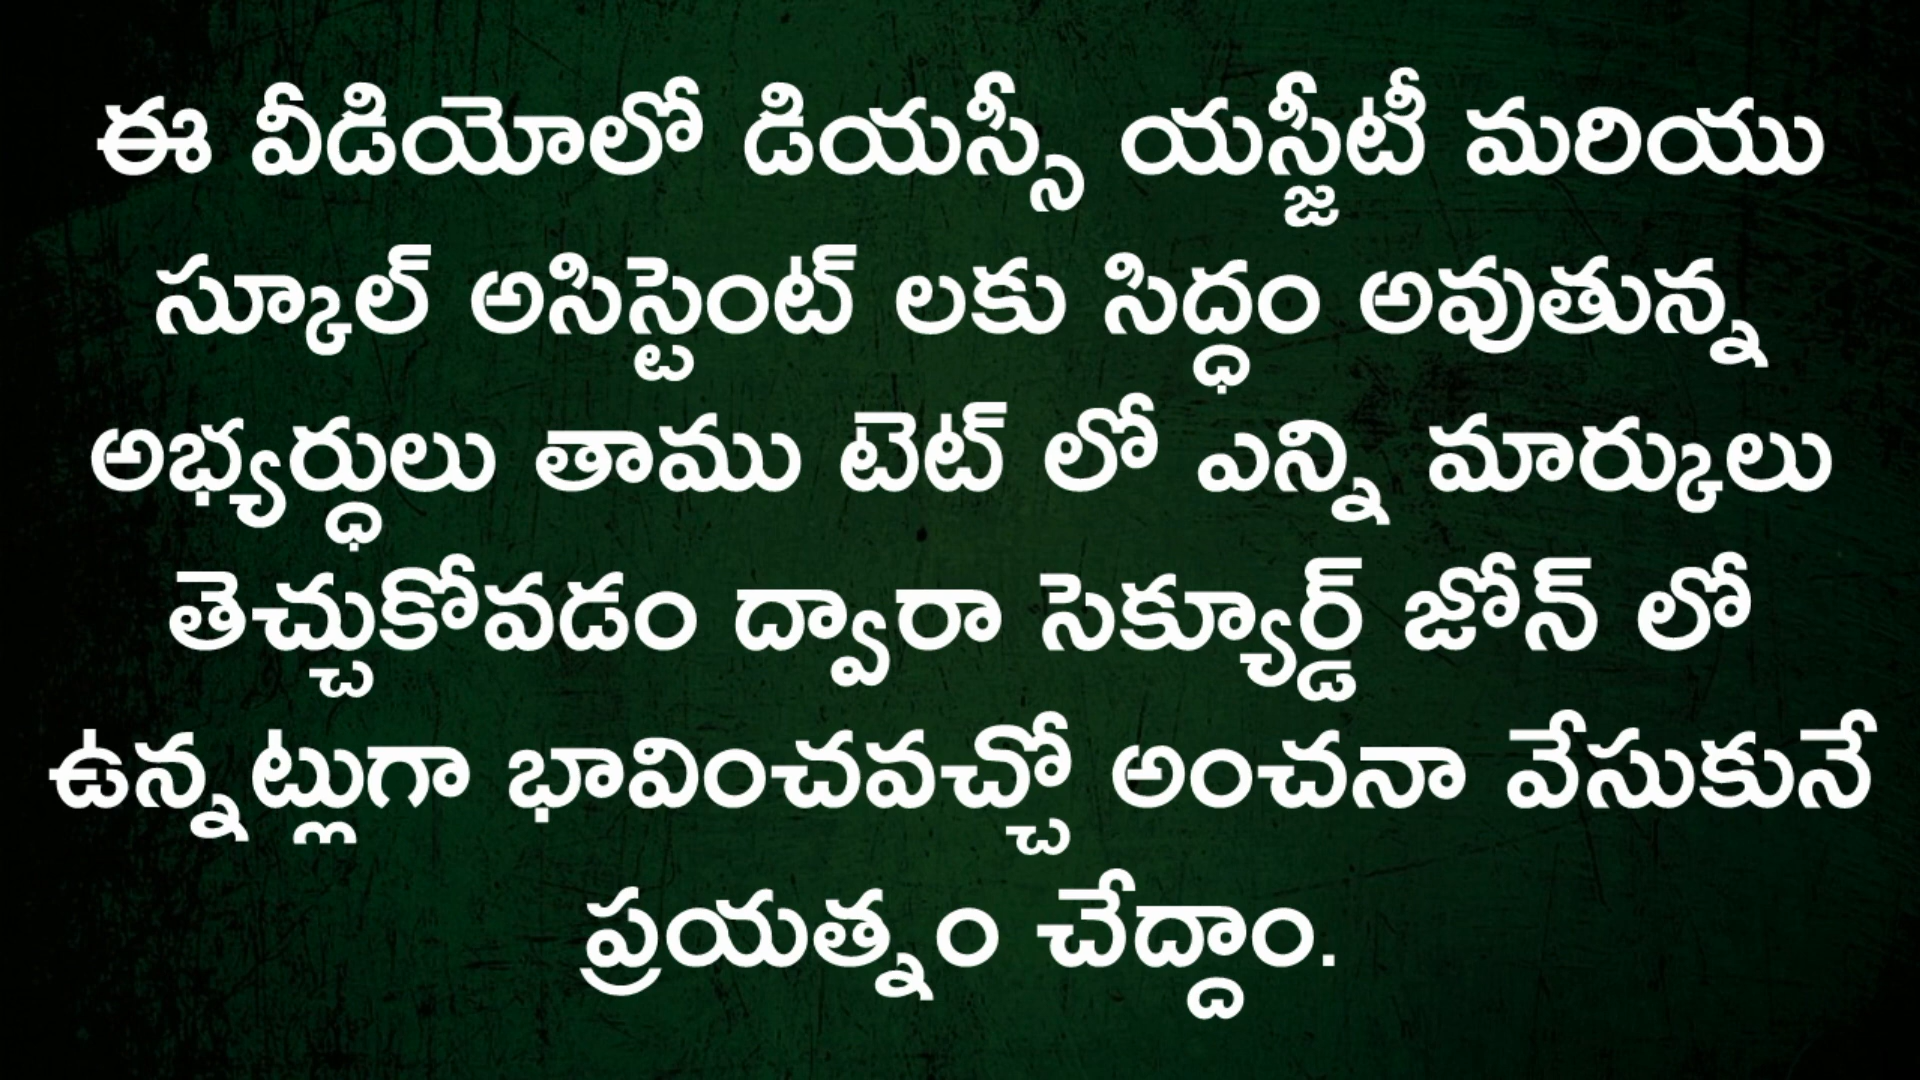 ఈ వీడియోలో డియస్సీ యస్జీటీ మరియు
స్కూల్ అసిస్టెంట్ లకు సిద్ధం అవుతున్న
అభ్యర్ధులు తాము టెట్ లో ఎన్ని మార్కులు
తెచ్చుకోవడం ద్వారా సెక్యూర్డ్ జోన్ లో
ఉన్నట్లుగా భావించవచ్చో అంచనా వేసుకునే
ప్రయత్నం చేద్దాం.